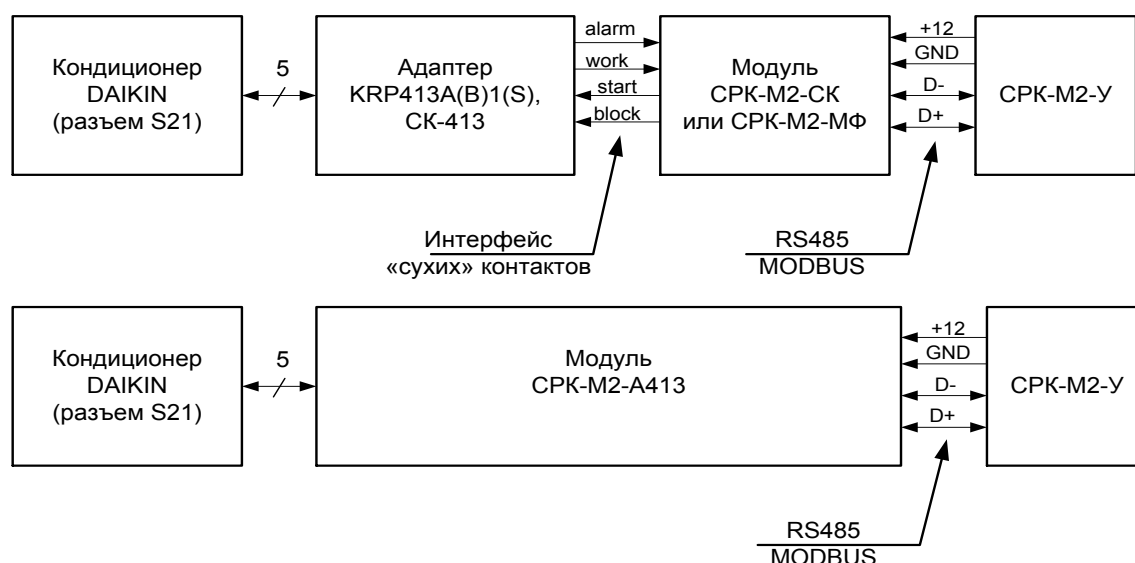 Кондиционер
DAIKIN
(разъем S21)
5
Адаптер
KRP413A(B)1(S),
СК-413
alarm
work
start
block
Модуль
СРК-М2-СК
или СРК-М2-МФ
+12
GND
D-
D+
СРК-М2-У
Интерфейс
«сухих» контактов
RS485
MODBUS
Кондиционер
DAIKIN
(разъем S21)
5
Модуль
СРК-М2-А413
+12
GND
D-
D+
СРК-М2-У
RS485
MODBUS